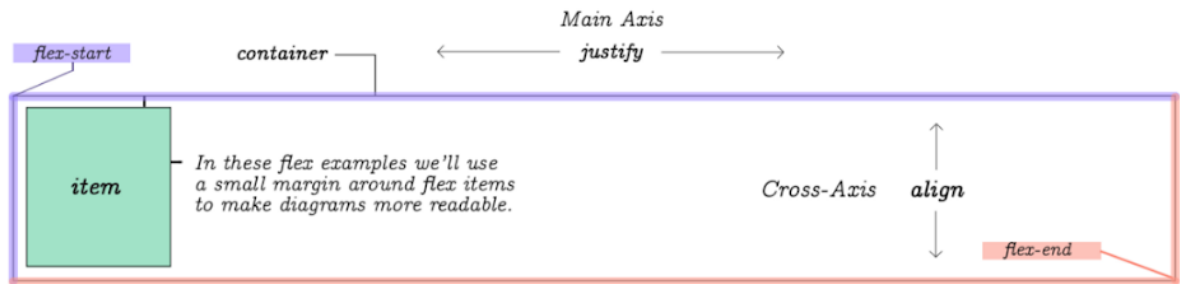 Main Axis
flex-start
container
justify
item
In these flex examples we'll use
a small margin around flex items
to make diagrams more readable.
Cross-Axis
align
flex-end